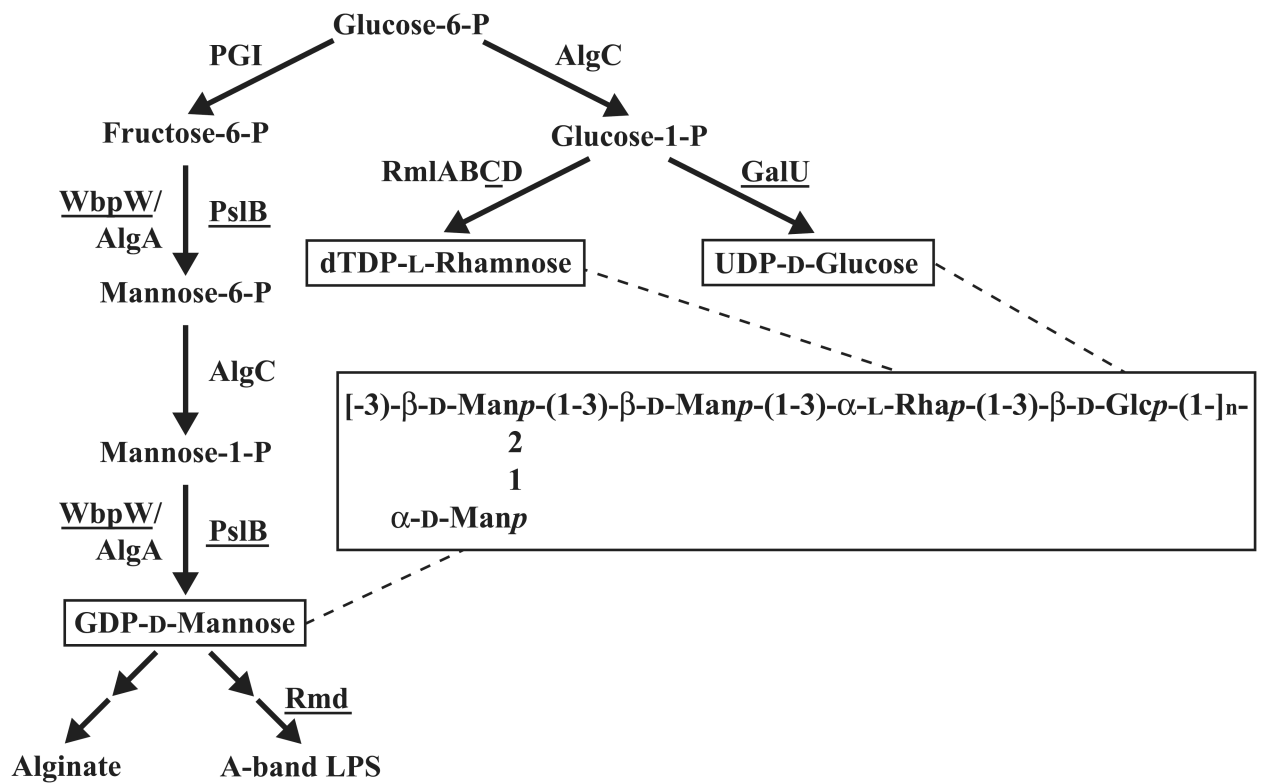 Glucose-6-P
PGI
AlgC
Fructose-6-P
Glucose-1-P
RmlABCD
GalU
WbpW/
AlgA
PslB
dTDP-L-Rhamnose
UDP-D-Glucose
Mannose-6-P
AlgC
[-3)-β-D-Manp-(1-3)-β-D-Manp-(1-3)-α-L-Rhap-(1-3)-β-D-Glcp-(1-]n-
2
1
α-D-Manp
Mannose-1-P
WbpW/
AlgA
PslB
GDP-D-Mannose
Rmd
Alginate
A-band LPS